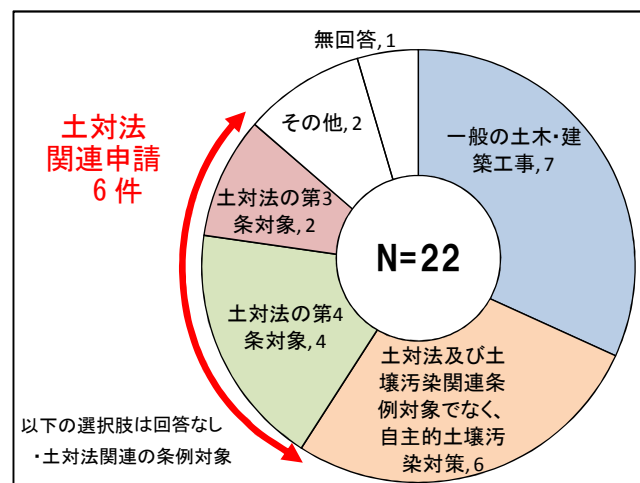 無回答, 1
その他, 2
一般の土木・建
築工事, 7
土対法
関連申請
6件
土対法の第3
条対象, 2
N=22
土対法の第4
条対象, 4
土対法及び土
壌汚染関連条
例対象でなく、
自主的土壌汚
染対策, 6
以下の選択肢は回答なし
・土対法関連の条例対象